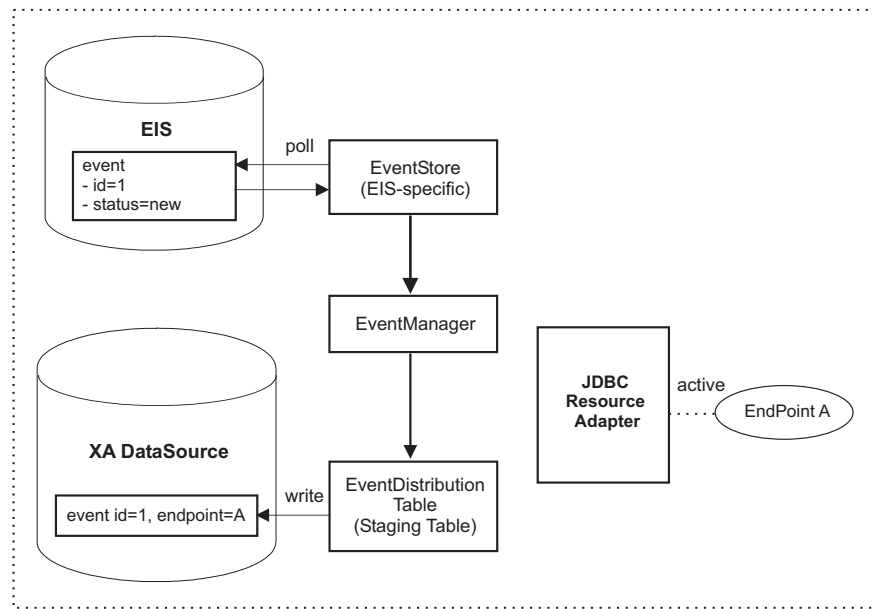 EIS
event
- id=1
- status=new
poll
EventStore
(EIS-specific)
EventManager
JDBC
Resource
Adapter
active
EndPoint A
XA DataSource
event id=1, endpoint=A
write
EventDistribution
Table
(Staging Table)